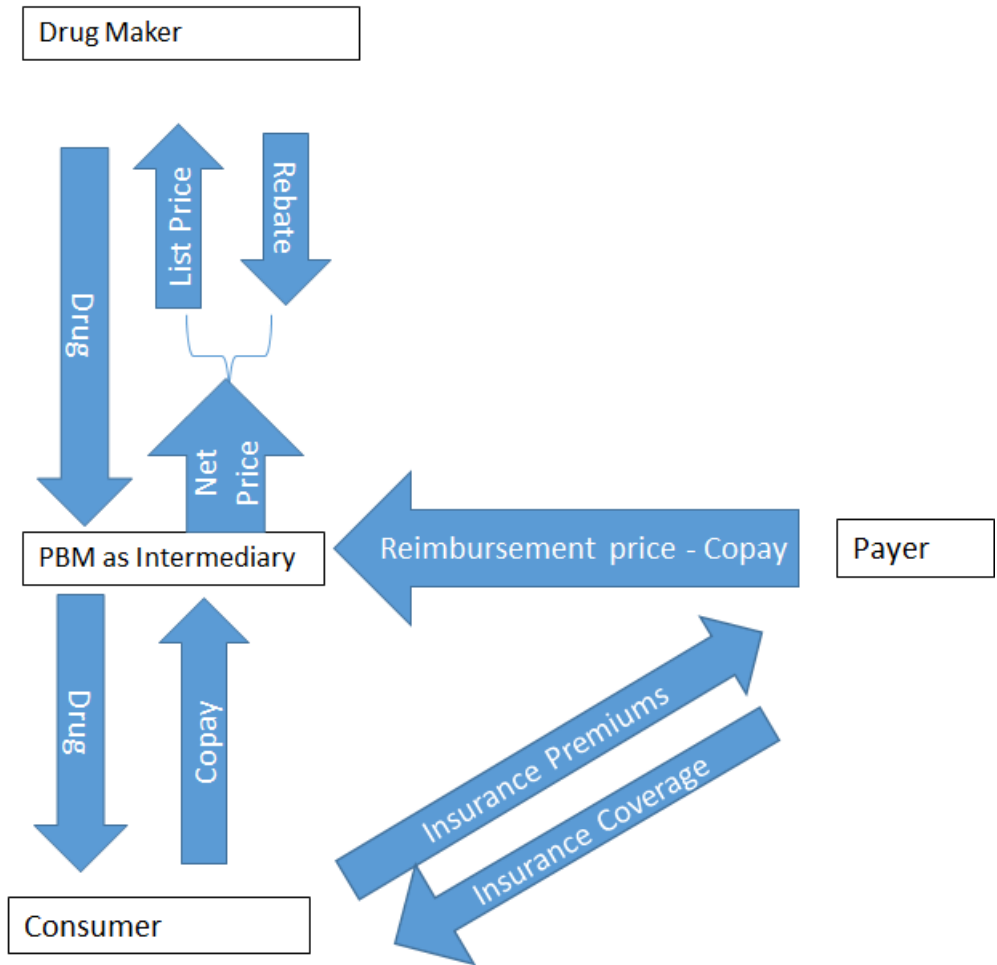 Drug Maker
Drug
List Price
Rebate
Net
Price
PBM as Intermediary
Reimbursement price - Copay
Payer
Drug
Copay
Insurance Premiums
Insurance Coverage
Consumer